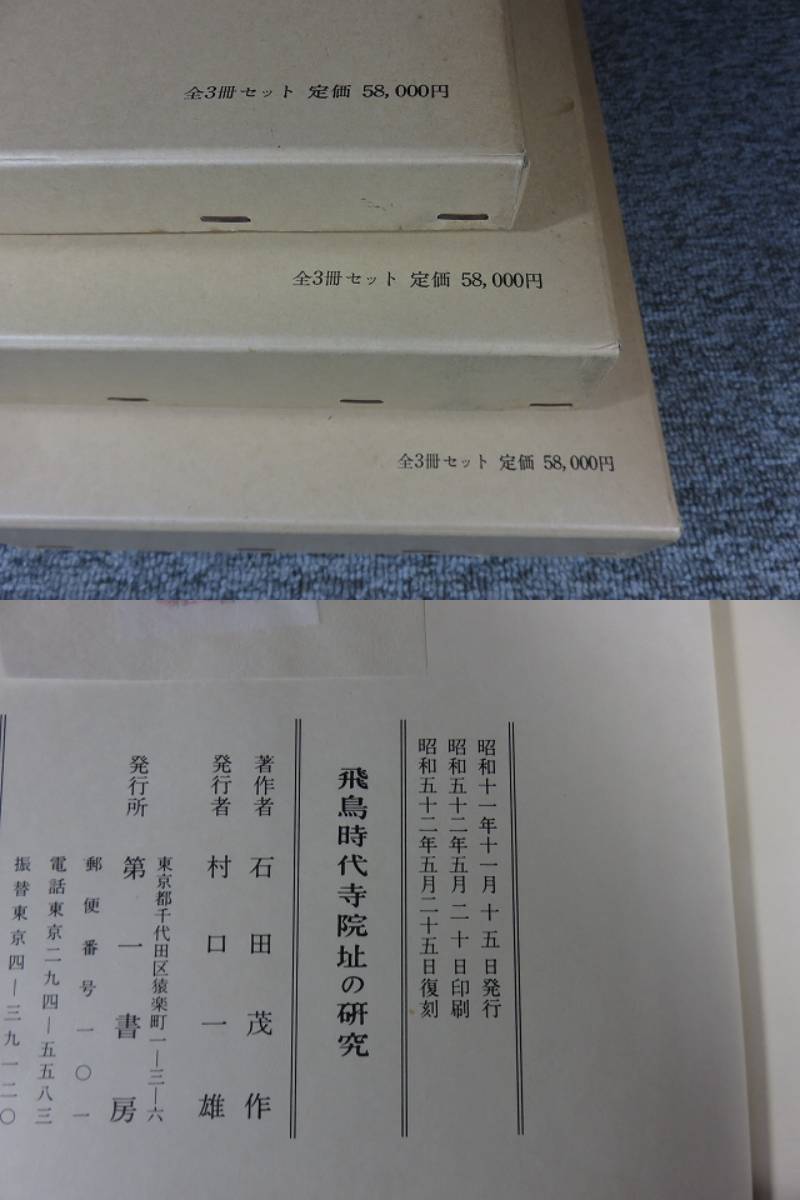 全3冊セット 定価 58,000円
全3冊セット 定価 58,000円
全3冊セット 定価 58,000円
昭和十一年十一月十五日発行
昭和五十二年五月二十日印刷
昭和五十二年五月二十五日復刻
飛鳥時代寺院址の研究
著作者 石田茂作
発行者 村口一雄
東京都千代田区猿楽町一―三―六
発行所 第一書房
郵便番号一〇一
電話東京二九四―五五八三
振替東京四―三九一二〇